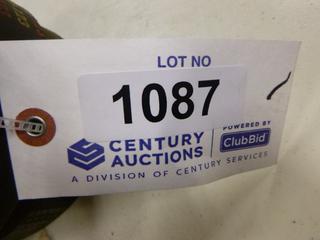 LOT NO
1087
CENTURY
AUCTIONS
POWERED BY
ClubBid
A DIVISION OF CENTURY SERVICES